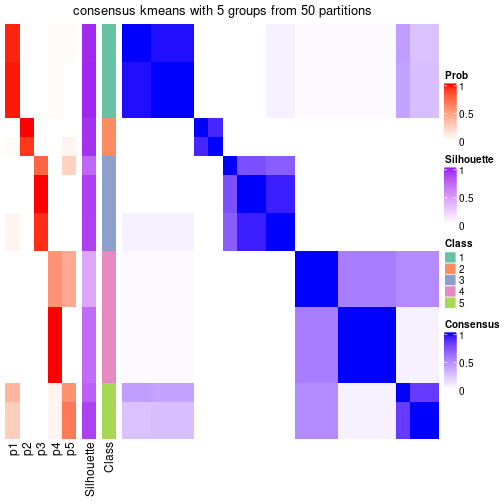 consensus kmeans with 5 groups from 50 partitions
Prob
1
0.5
0
Silhouette
1
0.5
0
Class
1
2
3
4
5
Consensus
1
0.5
0
p1
p2
p3
p4
p5
Silhouette
Class